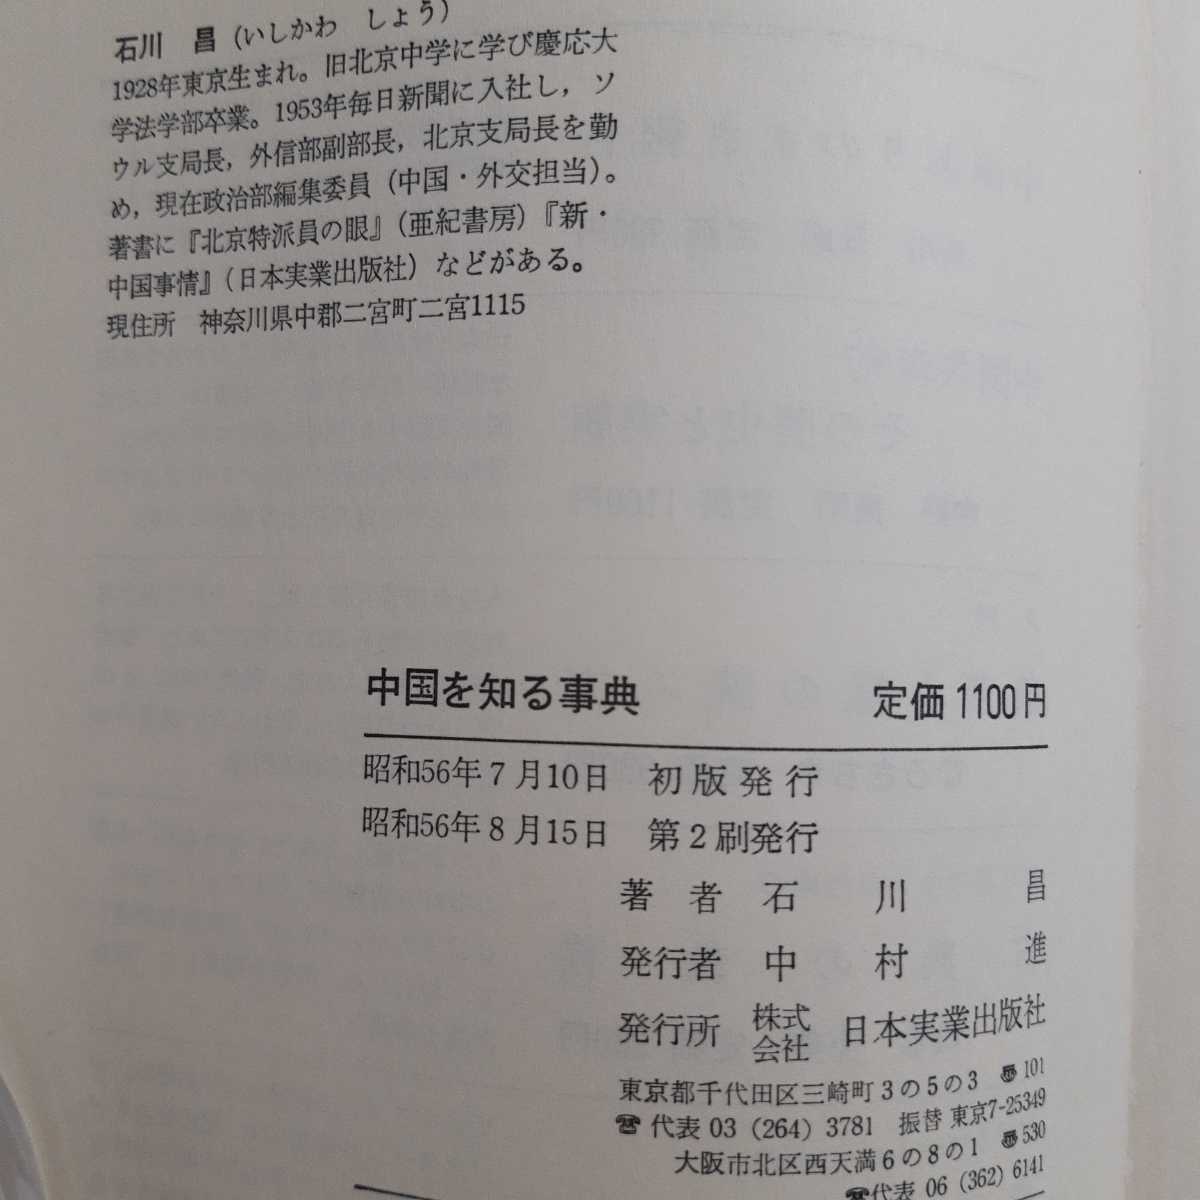 石川　昌（いしかわ　しょう）
1928年東京生まれ。旧北京中学に学び慶応大
学法学部卒業。1953年毎日新聞に入社し，ソ
ウル支局長，外信部副部長，北京支局長を勤
め，現在政治部編集委員（中国・外交担当）。
著書に『北京特派員の眼』（亜紀書房）『新・
中国事情』（日本実業出版社）などがある。
現住所　神奈川県中郡二宮町二宮1115
中国を知る事典　定価1100円
昭和56年7月10日　初版発行
昭和56年8月15日　第2刷発行
著　者　石　川　昌
発行者　中　村　進
発行所　株式会社　日本実業出版社
東京都千代田区三崎町3の5の3　〠101
☎代表03（264）3781　振替 東京7-25349
大阪市北区西天満6の8の1　〠530
☎代表 06（362）6141